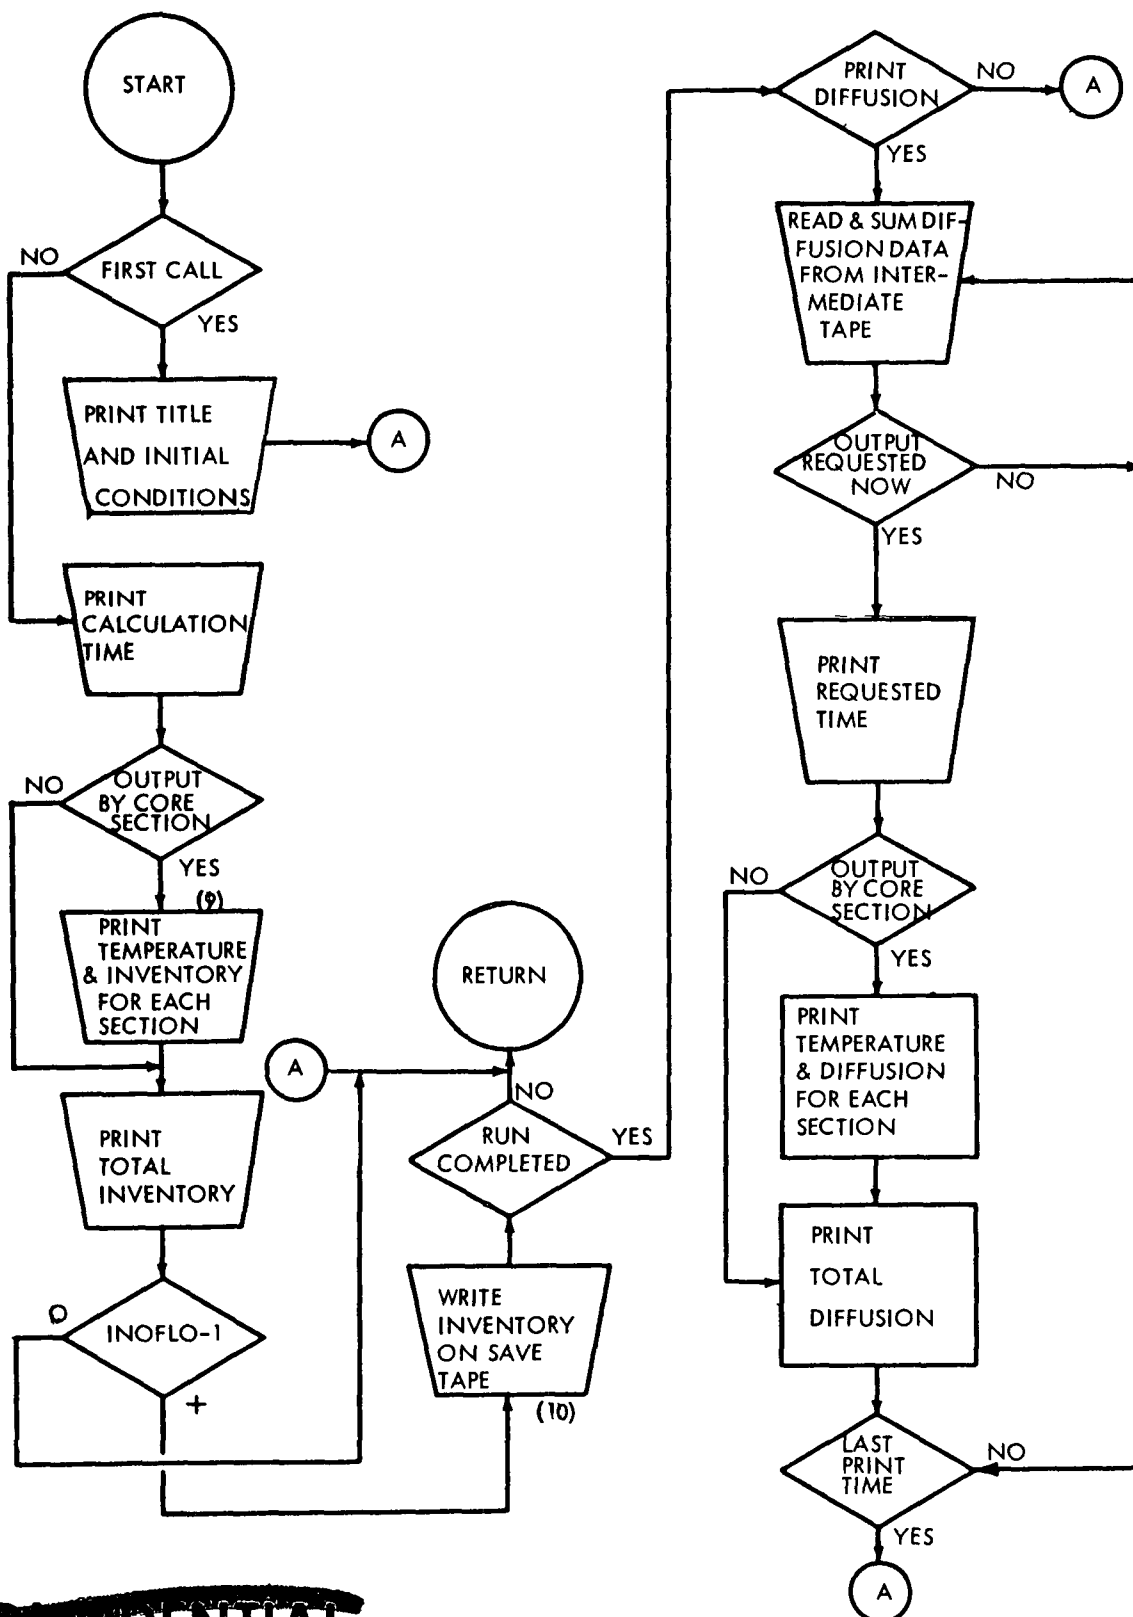 START
NO
FIRST CALL
YES
PRINT TITLE
AND INITIAL
CONDITIONS
A
PRINT
CALCULATION
TIME
NO
OUTPUT
BY CORE
SECTION
YES
(9)
PRINT
TEMPERATURE
& INVENTORY
FOR EACH
SECTION
A
PRINT
TOTAL
INVENTORY
O
INOFLO-1
+
RETURN
NO
RUN
COMPLETED
YES
WRITE
INVENTORY
ON SAVE
TAPE
(10)
PRINT
DIFFUSION
NO
A
YES
READ & SUM DIF-
FUSION DATA
FROM INTER-
MEDIATE
TAPE
OUTPUT
REQUESTED
NOW
NO
YES
PRINT
REQUESTED
TIME
NO
OUTPUT
BY CORE
SECTION
YES
PRINT
TEMPERATURE
& DIFFUSION
FOR EACH
SECTION
PRINT
TOTAL
DIFFUSION
LAST
PRINT
TIME
NO
YES
A